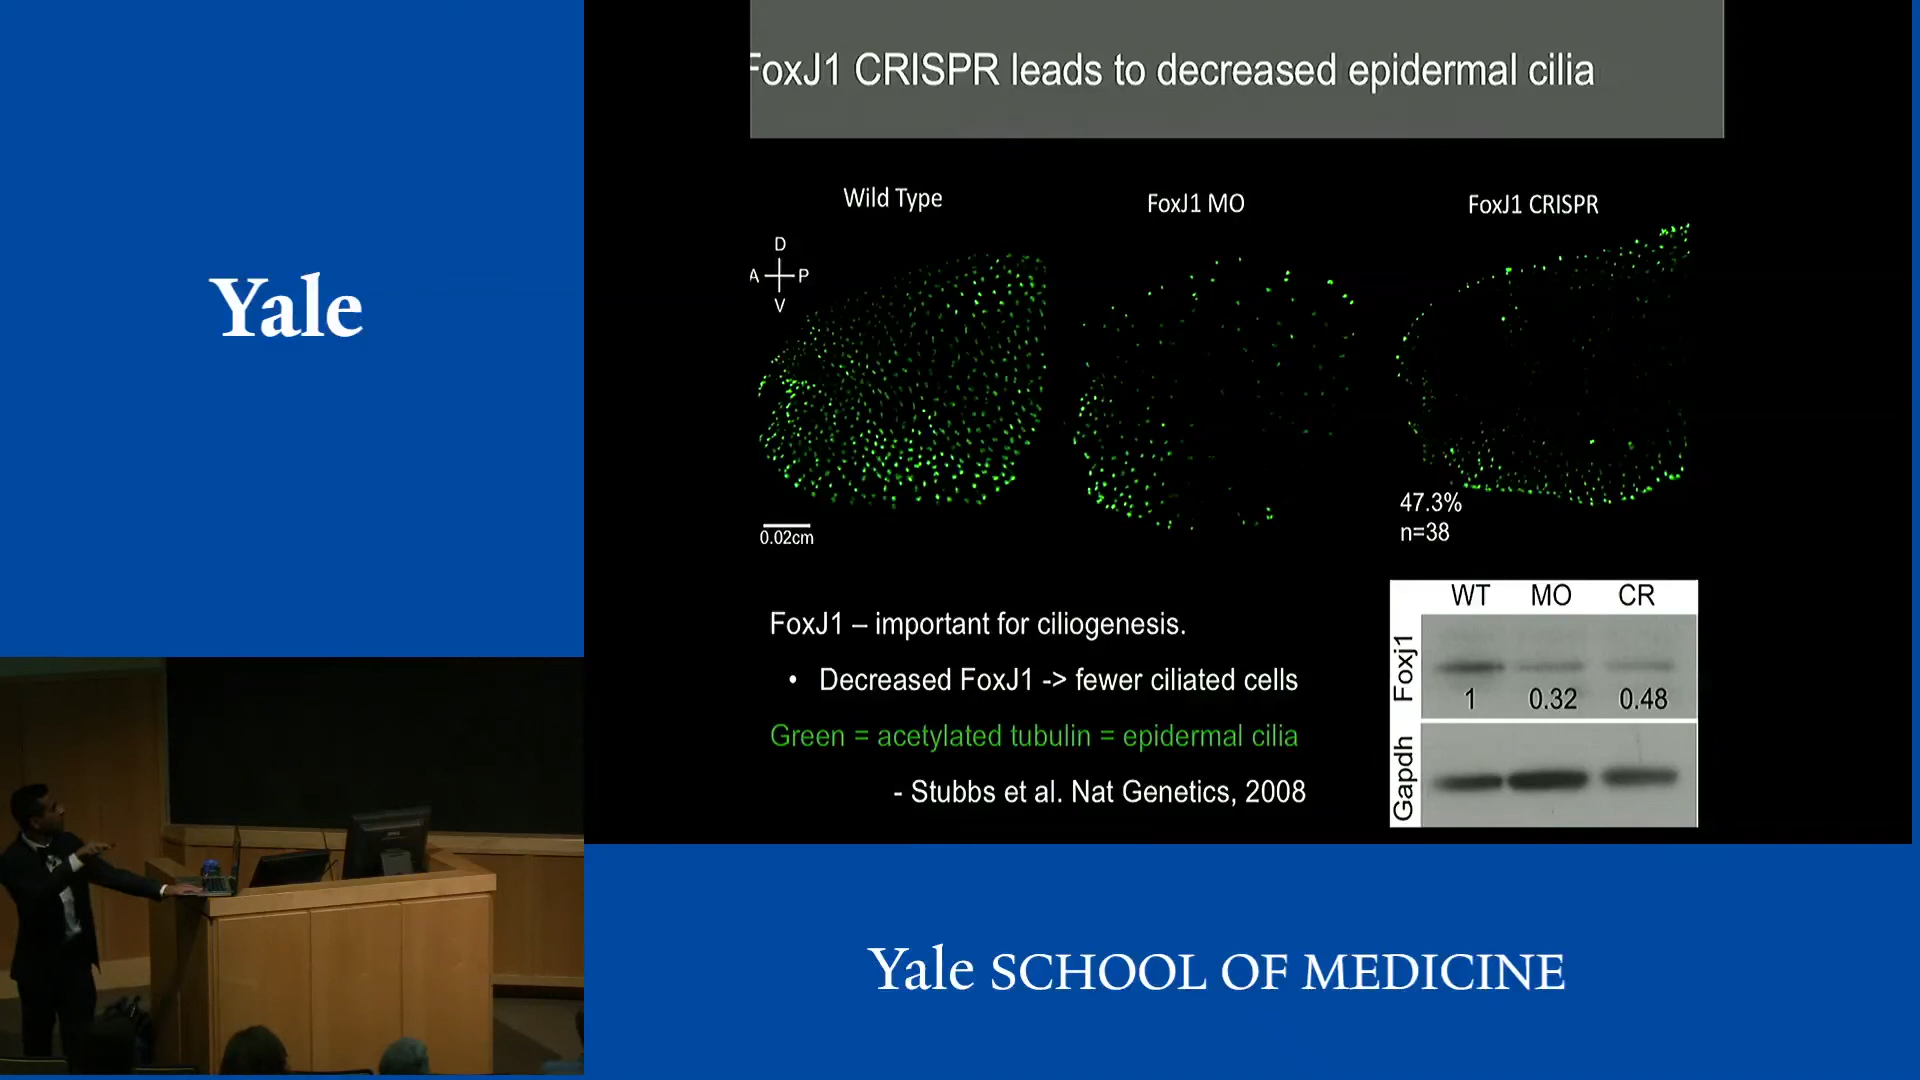 Yale
FoxJ1 CRISPR leads to decreased epidermal cilia
Wild Type
FoxJ1 MO
FoxJ1 CRISPR
D
A P
V
47.3%
n=38
0.02cm
FoxJ1 – important for ciliogenesis.
• Decreased FoxJ1 -> fewer ciliated cells
Green = acetylated tubulin = epidermal cilia
- Stubbs et al. Nat Genetics, 2008
WT MO CR
Foxj1
1 0.32 0.48
Gapdh
Yale SCHOOL OF MEDICINE